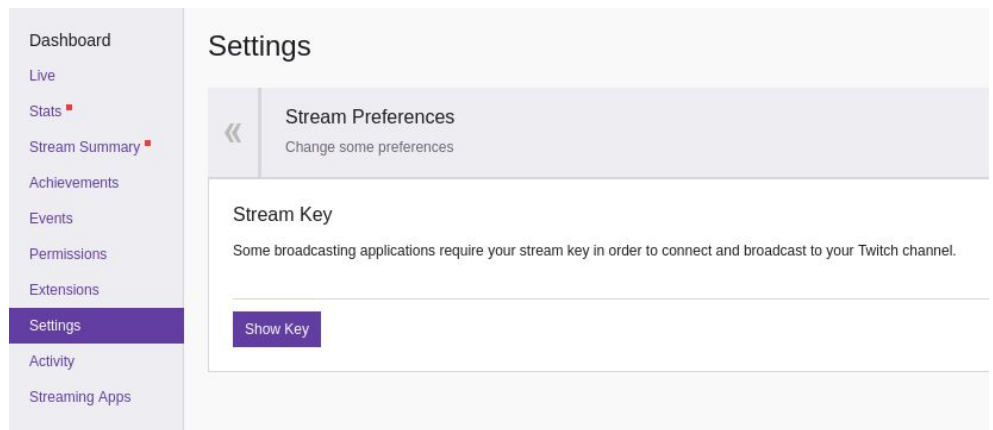 Dashboard
Live
Stats
Stream Summary
Achievements
Events
Permissions
Extensions
Settings
Activity
Streaming Apps
Settings
«
Stream Preferences
Change some preferences
Stream Key
Some broadcasting applications require your stream key in order to connect and broadcast to your Twitch channel.
Show Key